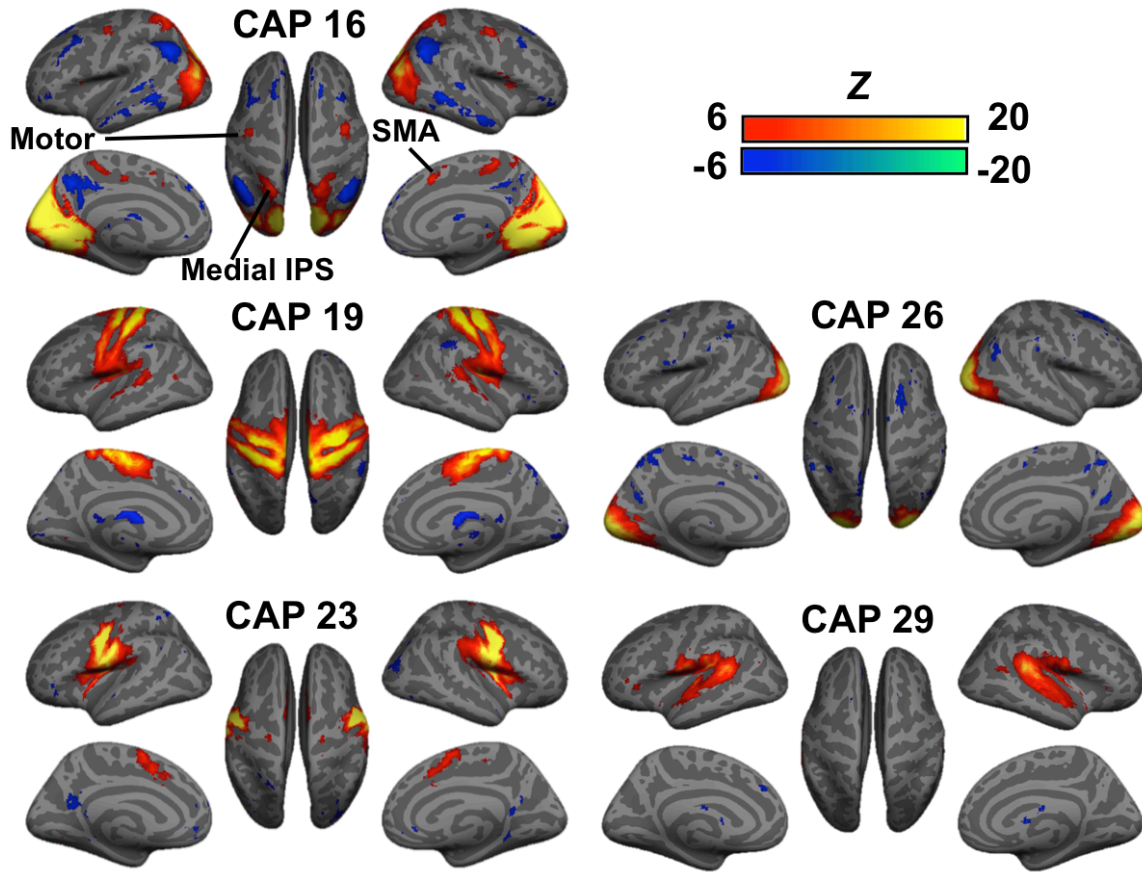 CAP 16
Z
6 20
-6 -20
Motor
SMA
Medial IPS
CAP 19
CAP 26
CAP 23
CAP 29